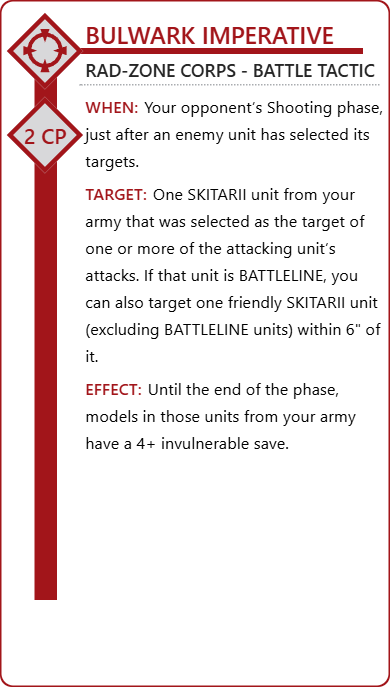 BULWARK IMPERATIVE
RAD-ZONE CORPS - BATTLE TACTIC
2 CP
WHEN: Your opponent's Shooting phase,
just after an enemy unit has selected its
targets.
TARGET: One SKITARII unit from your
army that was selected as the target of
one or more of the attacking unit's
attacks. If that unit is BATTLELINE, you
can also target one friendly SKITARII unit
(excluding BATTLELINE units) within 6" of
it.
EFFECT: Until the end of the phase,
models in those units from your army
have a 4+ invulnerable save.